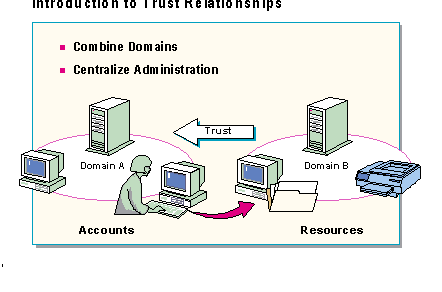 Introduction to Trust Relationships
Combine Domains
Centralize Administration
Trust
Domain A
Domain B
Accounts
Resources